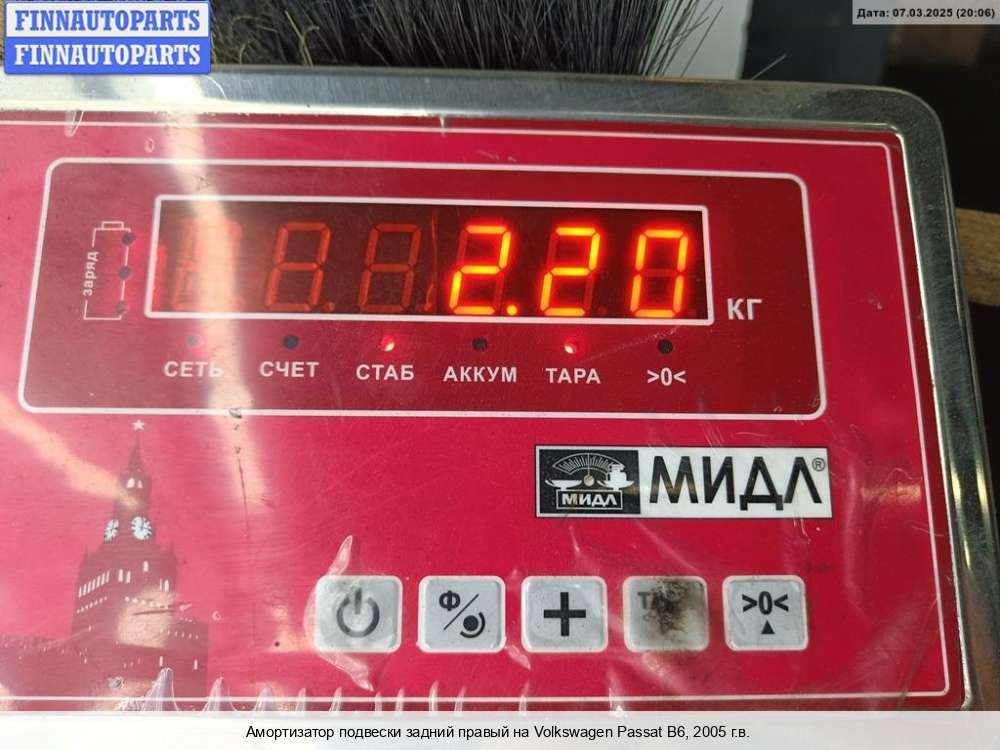 FINNAUTOPARTS
FINNAUTOPARTS
Дата: 07.03.2025 (20:06)
заряд
2.20
КГ
СЕТЬ СЧЕТ СТАБ АККУМ ТАРА >0<
МИДЛ МИДЛ®
Ф + >0<
Амортизатор подвески задний правый на Volkswagen Passat B6, 2005 г.в.